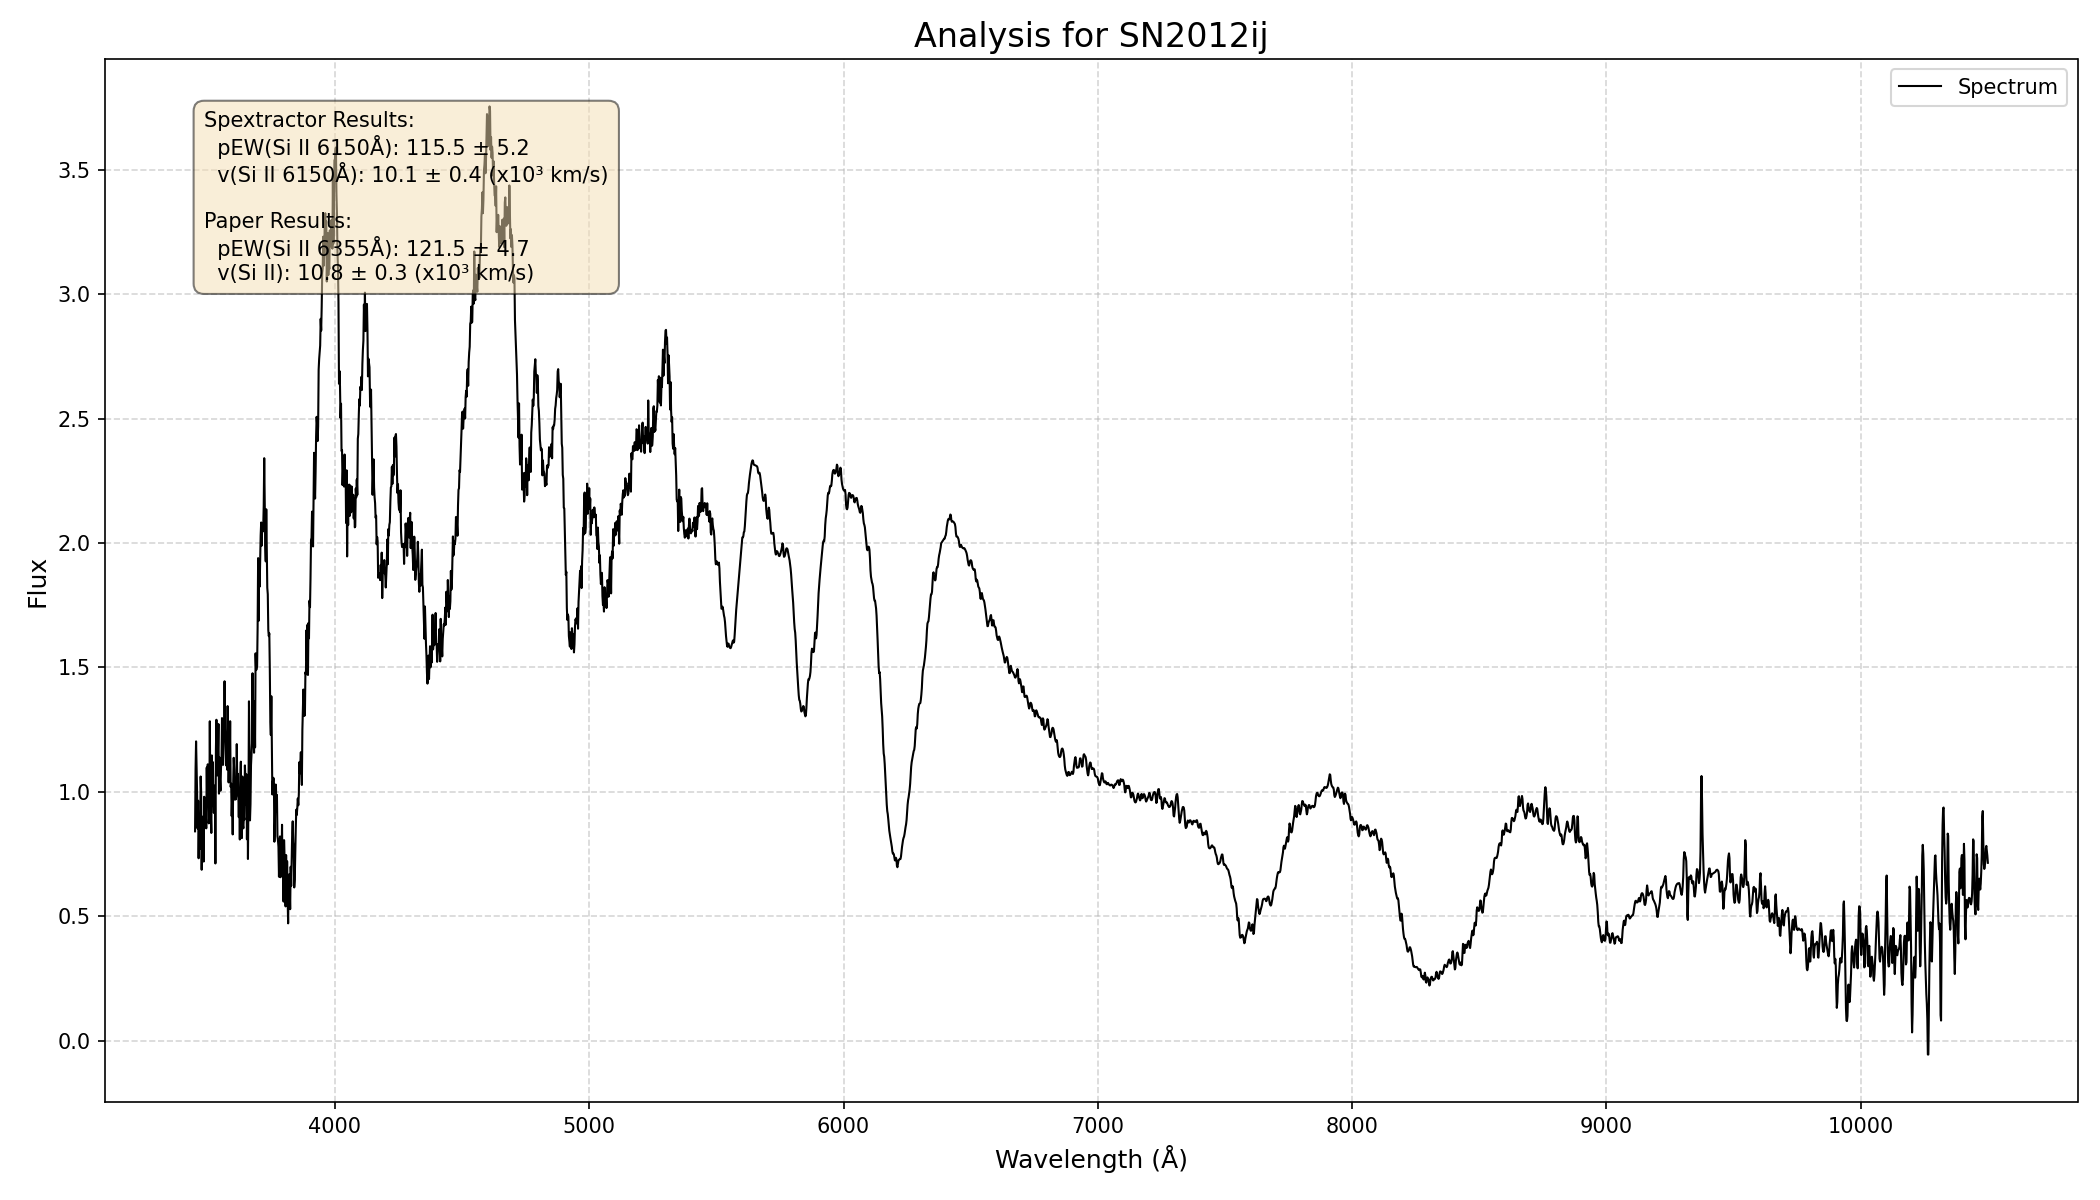 Analysis for SN2012ij
Spectrum
Spextractor Results:
pEW(Si II 6150Å): 115.5 ± 5.2
v(Si II 6150Å): 10.1 ± 0.4 (x10³ km/s)
Paper Results:
pEW(Si II 6355Å): 121.5 ± 4.7
v(Si II): 10.8 ± 0.3 (x10³ km/s)
Flux
3.5
3.0
2.5
2.0
1.5
1.0
0.5
0.0
4000 5000 6000 7000 8000 9000 10000
Wavelength (Å)